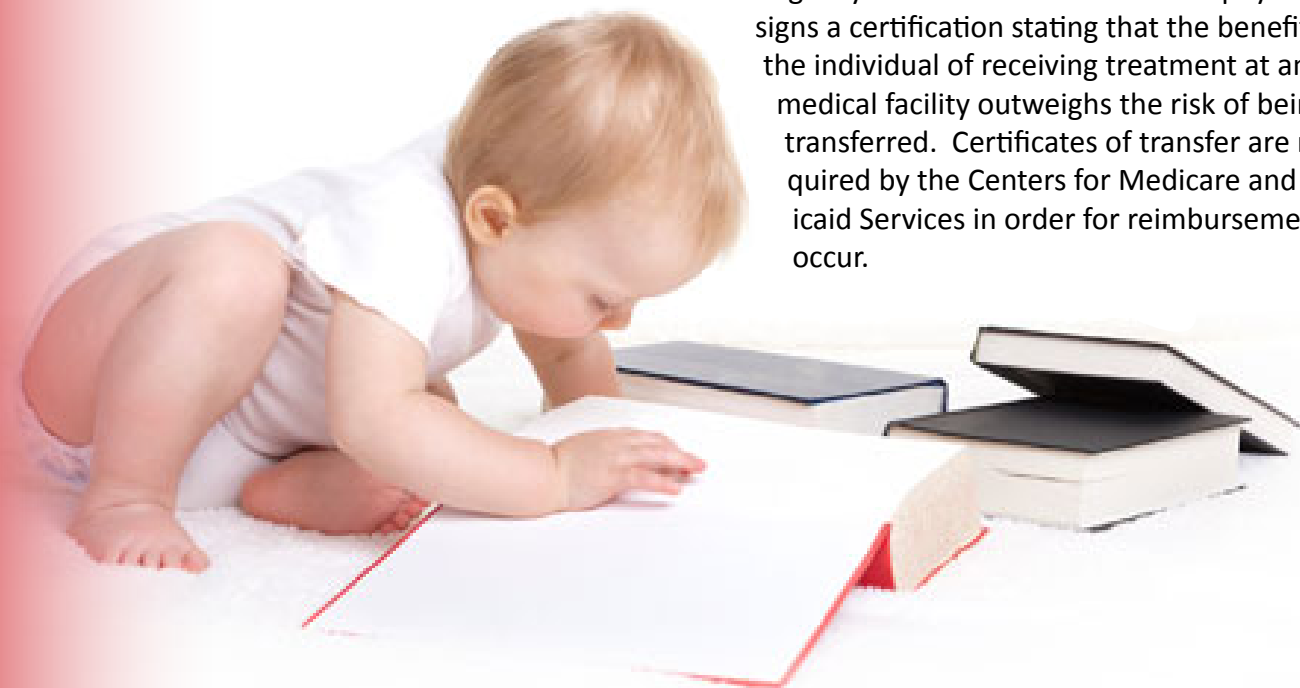 signs a certification stating that the benefit
the individual of receiving treatment at an
medical facility outweighs the risk of bein
transferred.  Certificates of transfer are r
quired by the Centers for Medicare and
icaid Services in order for reimburseme
occur.